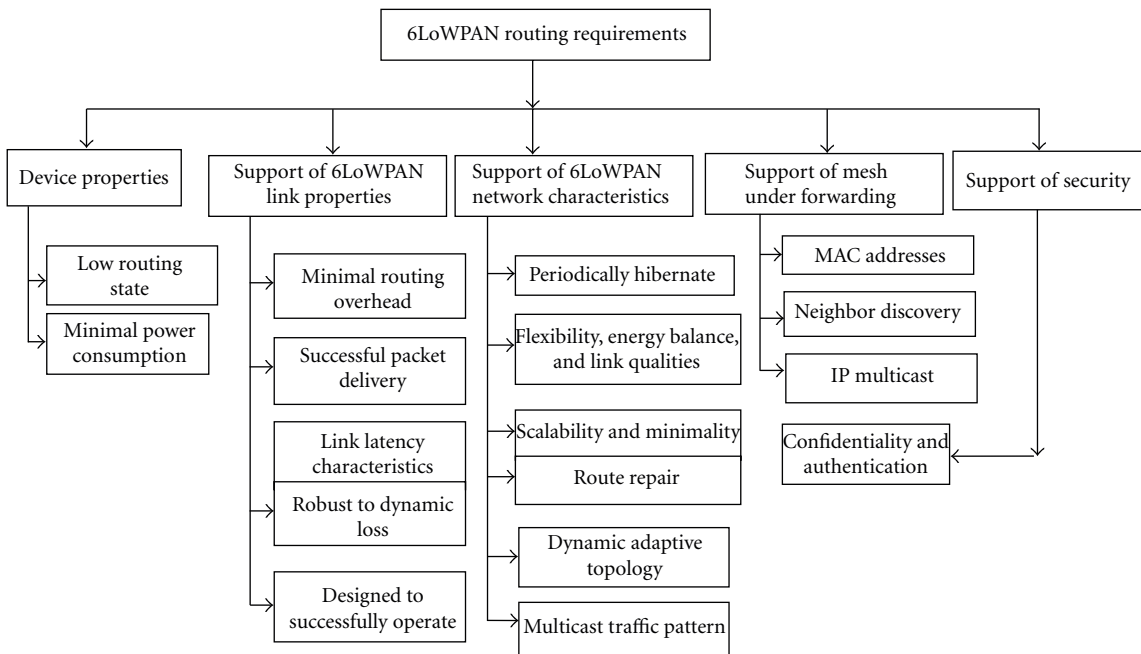 6LoWPAN routing requirements
Device properties
Support of 6LoWPAN
link properties
Support of 6LoWPAN
network characteristics
Support of mesh
under forwarding
Support of security
Low routing
state
Minimal power
consumption
Minimal routing
overhead
Successful packet
delivery
Link latency
characteristics
Robust to dynamic
loss
Designed to
successfully operate
Periodically hibernate
Flexibility, energy balance,
and link qualities
Scalability and minimality
Route repair
Dynamic adaptive
topology
Multicast traffic pattern
MAC addresses
Neighbor discovery
IP multicast
Confidentiality and
authentication